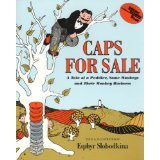 CAPS FOR SALE
A Tale of a Peddler, Some Monkeys
and Their Monkey Business
Esphyr Slobodkina